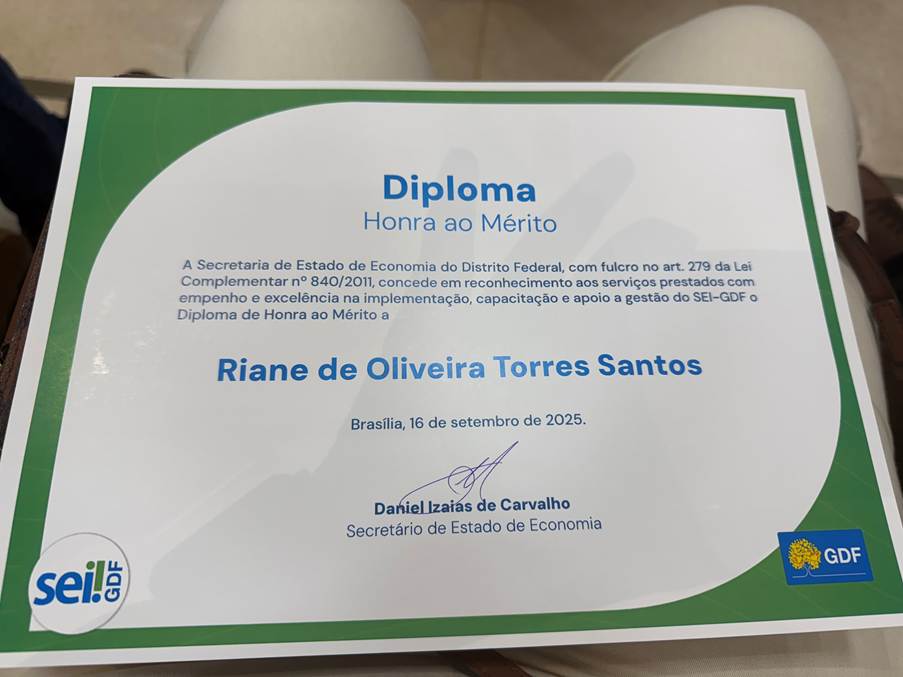 Diploma
Honra ao Mérito
A Secretaria de Estado de Economia do Distrito Federal, com fulcro no art. 279 da Lei
Complementar nº 840/2011, concede em reconhecimento aos serviços prestados com
empenho e excelência na implementação, capacitação e apoio a gestão do SEI-GDF o
Diploma de Honra ao Mérito a
Riane de Oliveira Torres Santos
Brasília, 16 de setembro de 2025.
Daniel Izaias de Carvalho
Secretário de Estado de Economia
sei! GDF
GDF